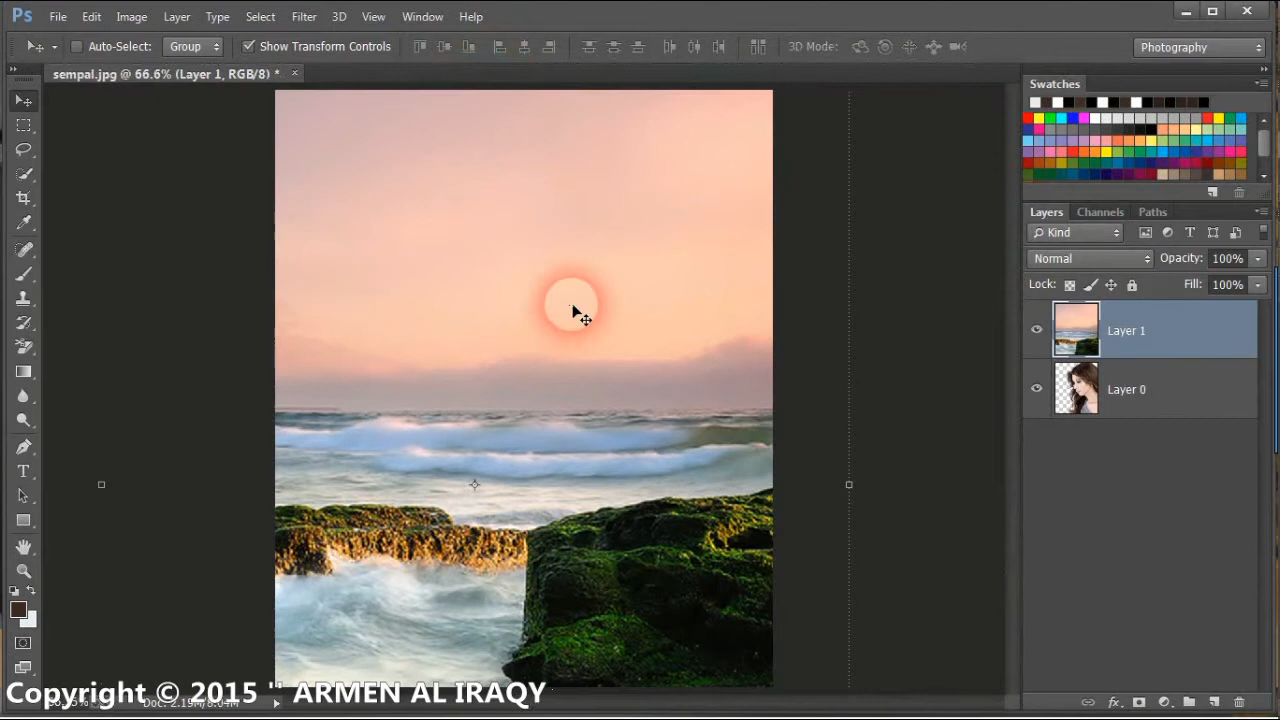 Ps File Edit Image Layer Type Select Filter 3D View Window Help
Auto-Select: Group Show Transform Controls 3D Mode: Photography
sempal.jpg @ 66.6% (Layer 1, RGB/8) * ×
Swatches
Layers Channels Paths
Kind
Normal Opacity: 100%
Lock: Fill: 100%
Layer 1
Layer 0
Copyright © 2015 " ARMEN AL IRAQY